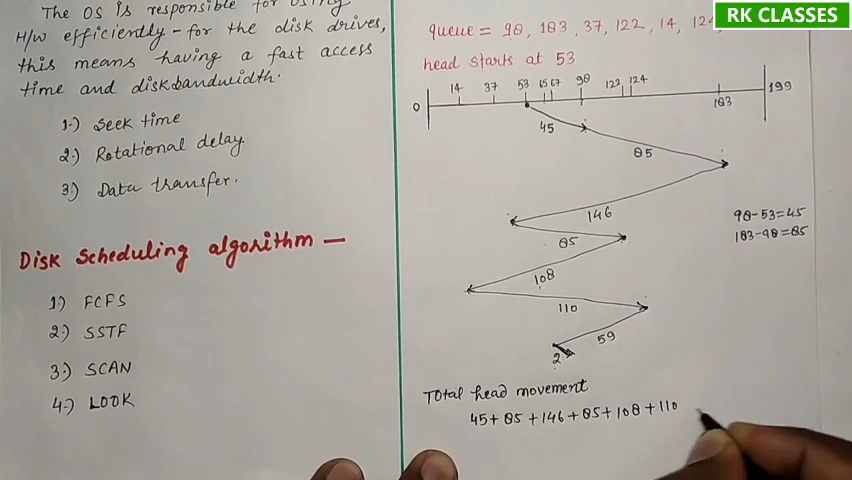 RK CLASSES
The OS is responsible for using
H/w efficiently - for the disk drives,
this means having a fast access
time and disk bandwidth.
1.) Seek time
2.) Rotational delay
3.) Data transfer.
Disk Scheduling algorithm —
1.) FCFS
2.) SSTF
3.) SCAN
4.) LOOK
queue = 98, 183, 37, 122, 14, 124,
head starts at 53
0 14 37 53 65 67 98 122 124 183 199
45
85
146
98-53=45
183-98=85
85
108
110
59
2
Total head movement
45+85+146+85+108+110